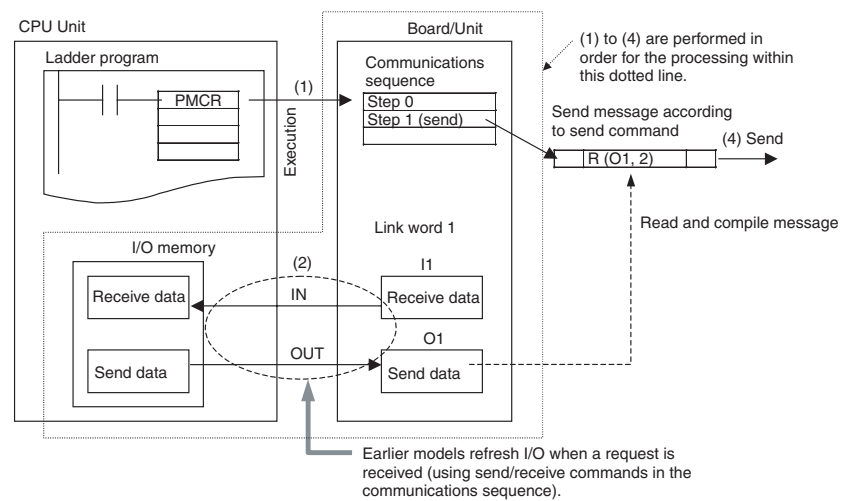 CPU Unit
Board/Unit
(1) to (4) are performed in
order for the processing within
this dotted line.
Ladder program
PMCR
(1)
Execution
Communications
sequence
Step 0
Step 1 (send)
Send message according
to send command
R (O1, 2)
(4) Send
Read and compile message
Link word 1
I/O memory
(2)
I1
Receive data
IN
Receive data
O1
Send data
OUT
Send data
Earlier models refresh I/O when a request is
received (using send/receive commands in the
communications sequence).